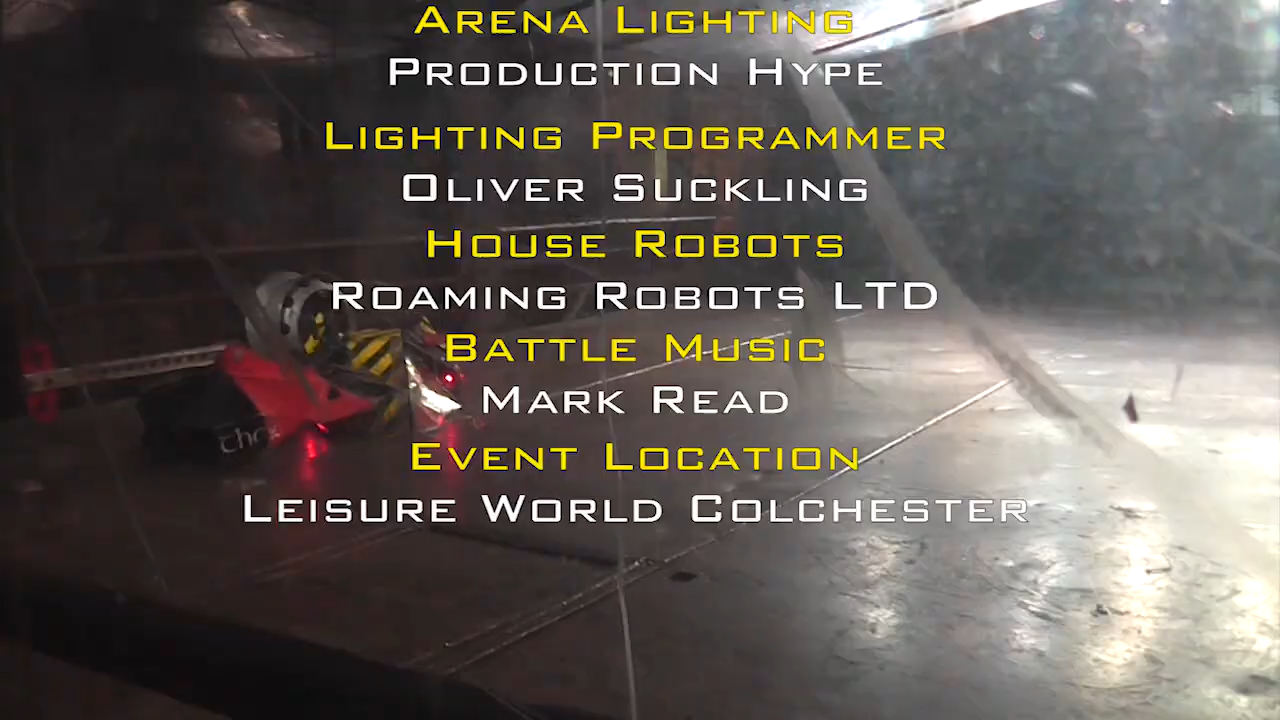 Arena Lighting
Production Hype
Lighting Programmer
Oliver Suckling
House Robots
Roaming Robots LTD
Battle Music
Mark Read
Event Location
Leisure World Colchester